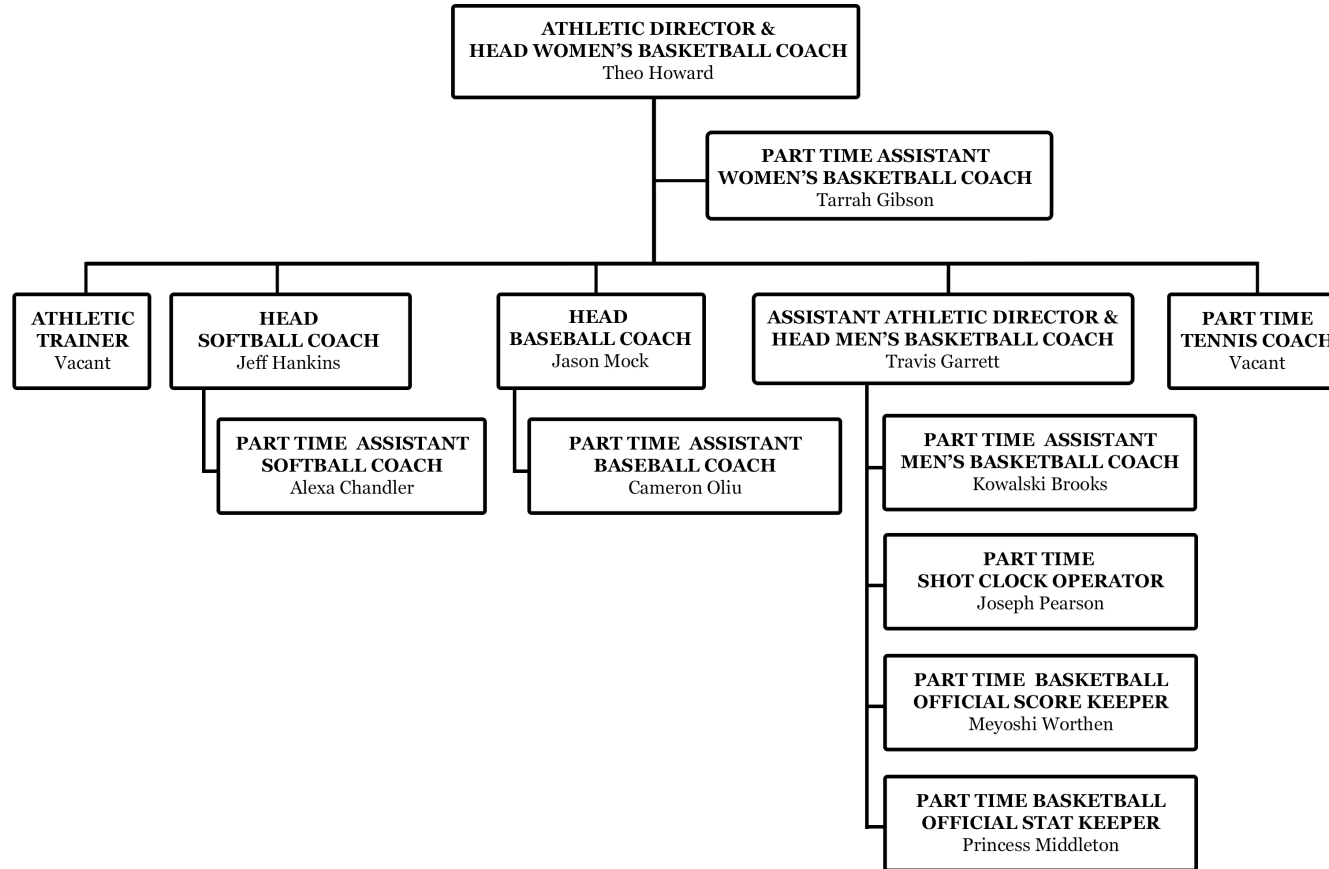 ATHLETIC DIRECTOR &
HEAD WOMEN’S BASKETBALL COACH
Theo Howard
PART TIME ASSISTANT
WOMEN’S BASKETBALL COACH
Tarrah Gibson
ATHLETIC
TRAINER
Vacant
HEAD
SOFTBALL COACH
Jeff Hankins
HEAD
BASEBALL COACH
Jason Mock
ASSISTANT ATHLETIC DIRECTOR &
HEAD MEN’S BASKETBALL COACH
Travis Garrett
PART TIME
TENNIS COACH
Vacant
PART TIME ASSISTANT
SOFTBALL COACH
Alexa Chandler
PART TIME ASSISTANT
BASEBALL COACH
Cameron Oliu
PART TIME ASSISTANT
MEN’S BASKETBALL COACH
Kowalski Brooks
PART TIME
SHOT CLOCK OPERATOR
Joseph Pearson
PART TIME BASKETBALL
OFFICIAL SCORE KEEPER
Meyoshi Worthen
PART TIME BASKETBALL
OFFICIAL STAT KEEPER
Princess Middleton